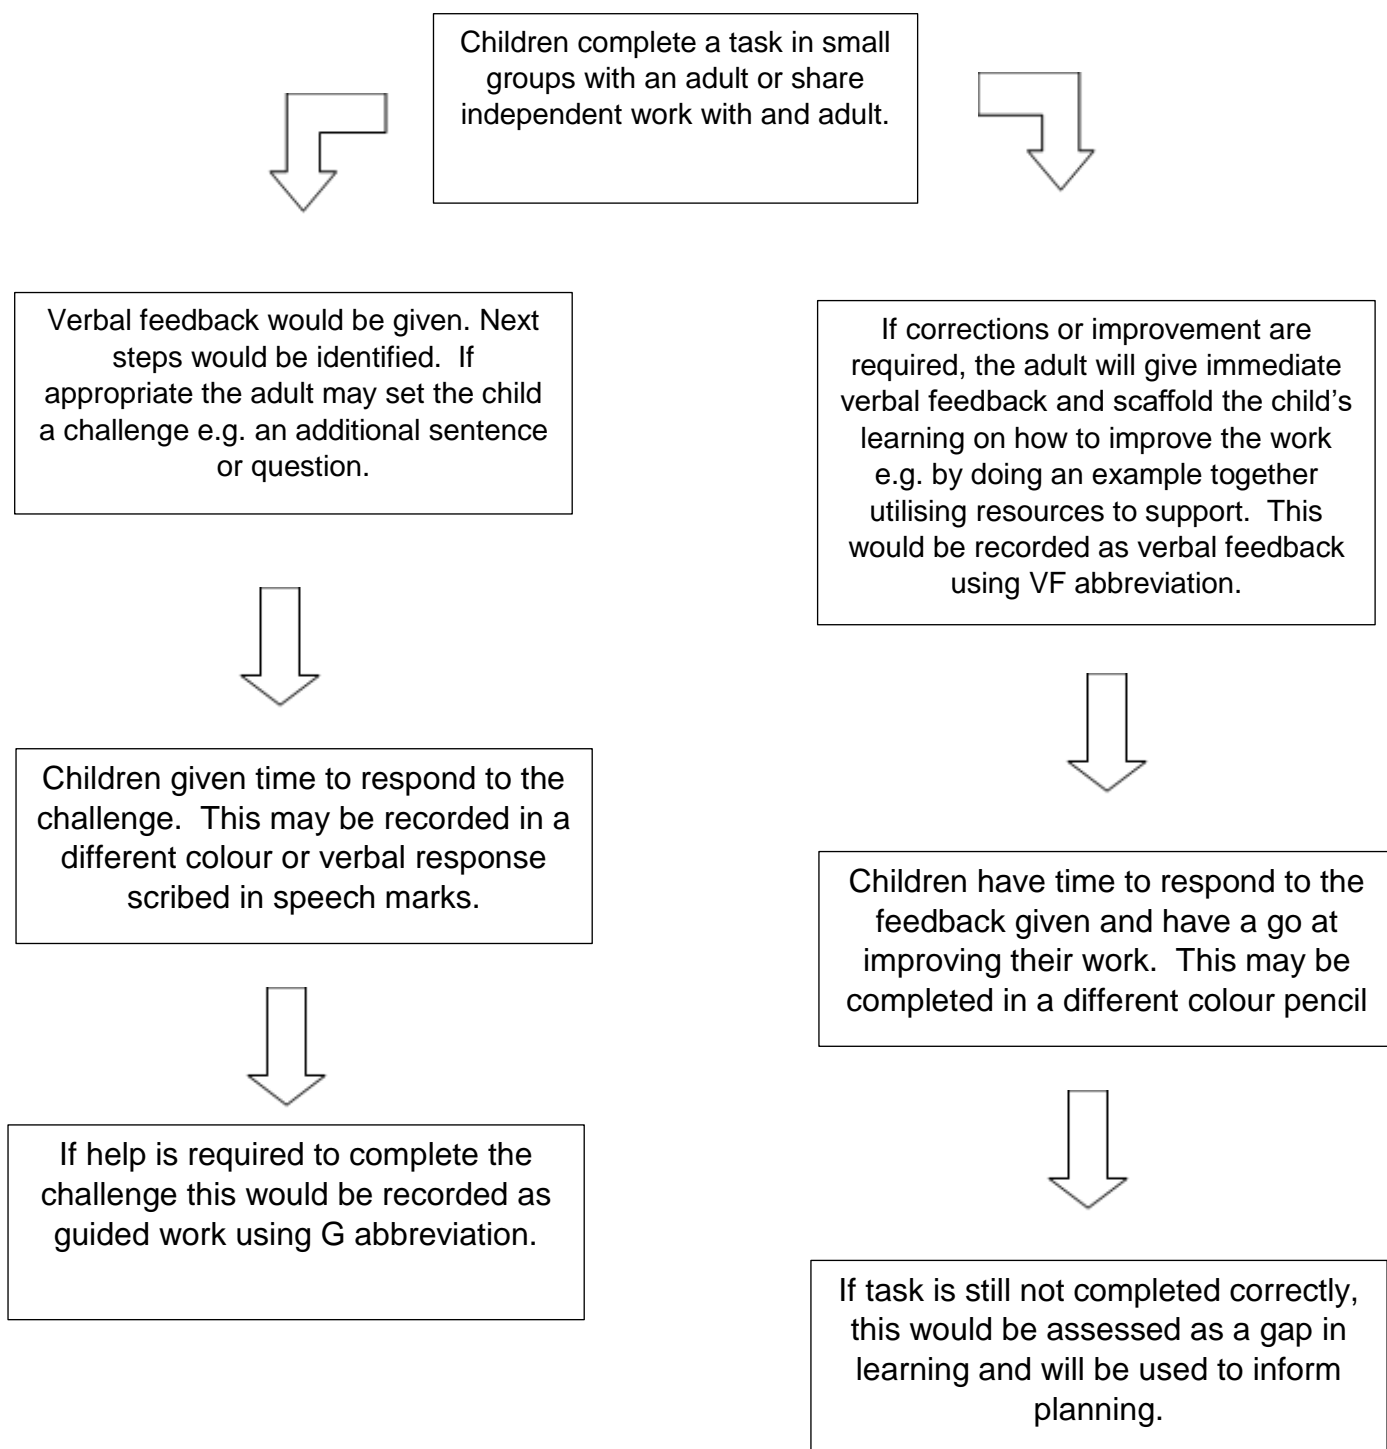 Children complete a task in small
groups with an adult or share
independent work with and adult.
Verbal feedback would be given. Next
steps would be identified.  If
appropriate the adult may set the child
a challenge e.g. an additional sentence
or question.
Children given time to respond to the
challenge.  This may be recorded in a
different colour or verbal response
scribed in speech marks.
If help is required to complete the
challenge this would be recorded as
guided work using G abbreviation.
If corrections or improvement are
required, the adult will give immediate
verbal feedback and scaffold the child’s
learning on how to improve the work
e.g. by doing an example together
utilising resources to support.  This
would be recorded as verbal feedback
using VF abbreviation.
Children have time to respond to the
feedback given and have a go at
improving their work.  This may be
completed in a different colour pencil
If task is still not completed correctly,
this would be assessed as a gap in
learning and will be used to inform
planning.